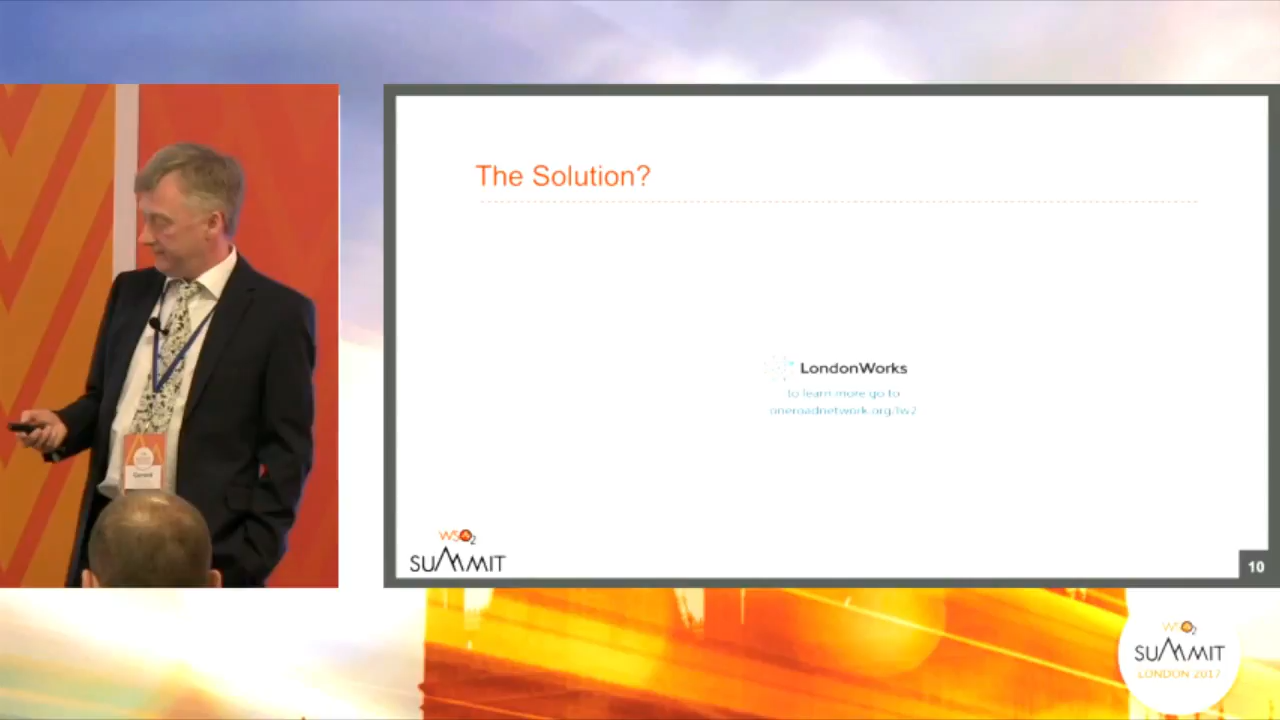 The Solution?
LondonWorks
to learn more go to
oneroadnetwork.org/lw2
WSO2
SUMMIT
10
WSO2
SUMMIT
LONDON 2017